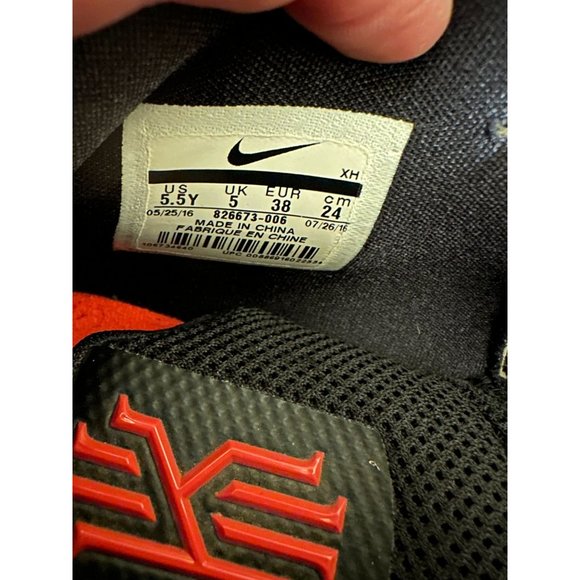 XH
US UK EUR cm
5.5Y 5 38 24
05/25/16 826673-006 07/26/16
MADE IN CHINA
FABRIQUE EN CHINE